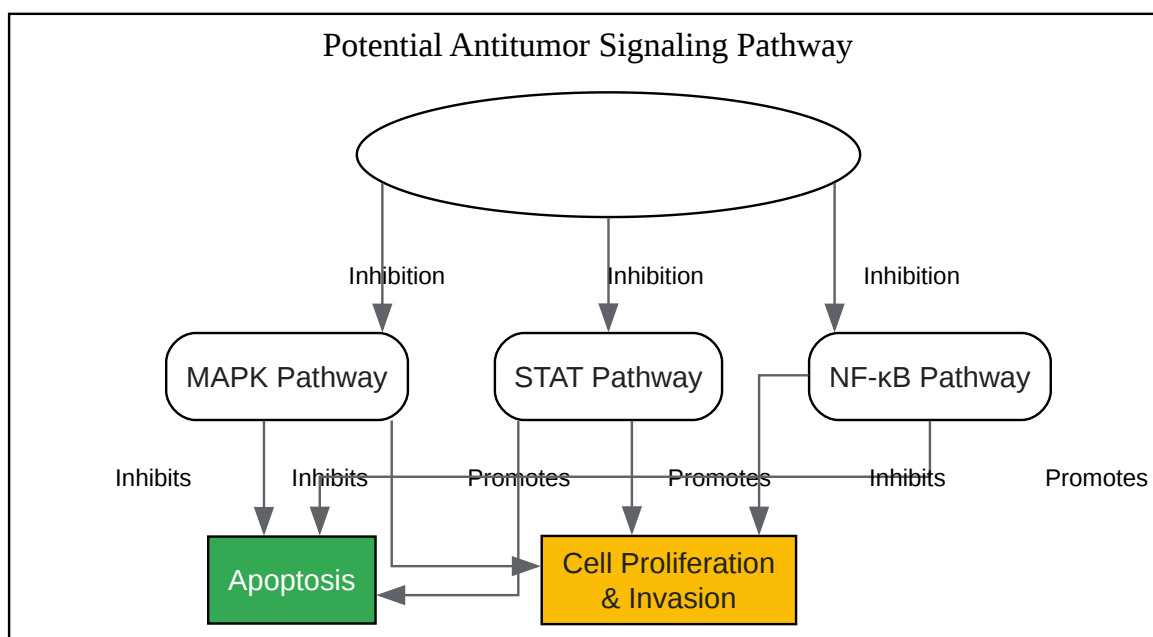 Potential Antitumor Signaling Pathway
Inhibition
Inhibition
Inhibition
MAPK Pathway
STAT Pathway
NF-κB Pathway
Inhibits
Inhibits
Promotes
Promotes
Inhibits
Promotes
Apoptosis
Cell Proliferation
& Invasion